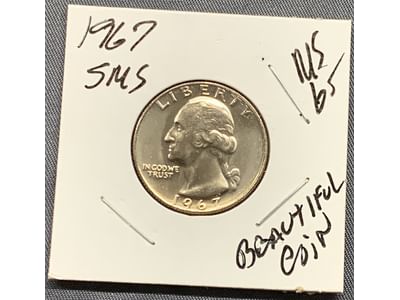 1967
SMS
MS
65
LIBERTY
IN GOD WE
TRUST
1967
BEAUTIFUL
COIN